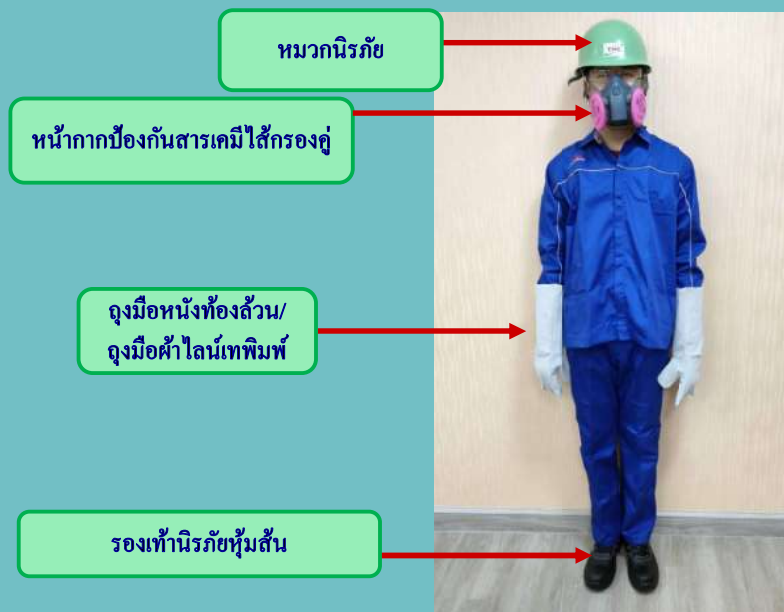 หมวกนิรภัย
หน้ากากป้องกันสารเคมีไส้กรองคู่
ถุงมือหนังท้องล้วน/
ถุงมือผ้าไลน์เทพิมพ์
รองเท้านิรภัยหุ้มส้น